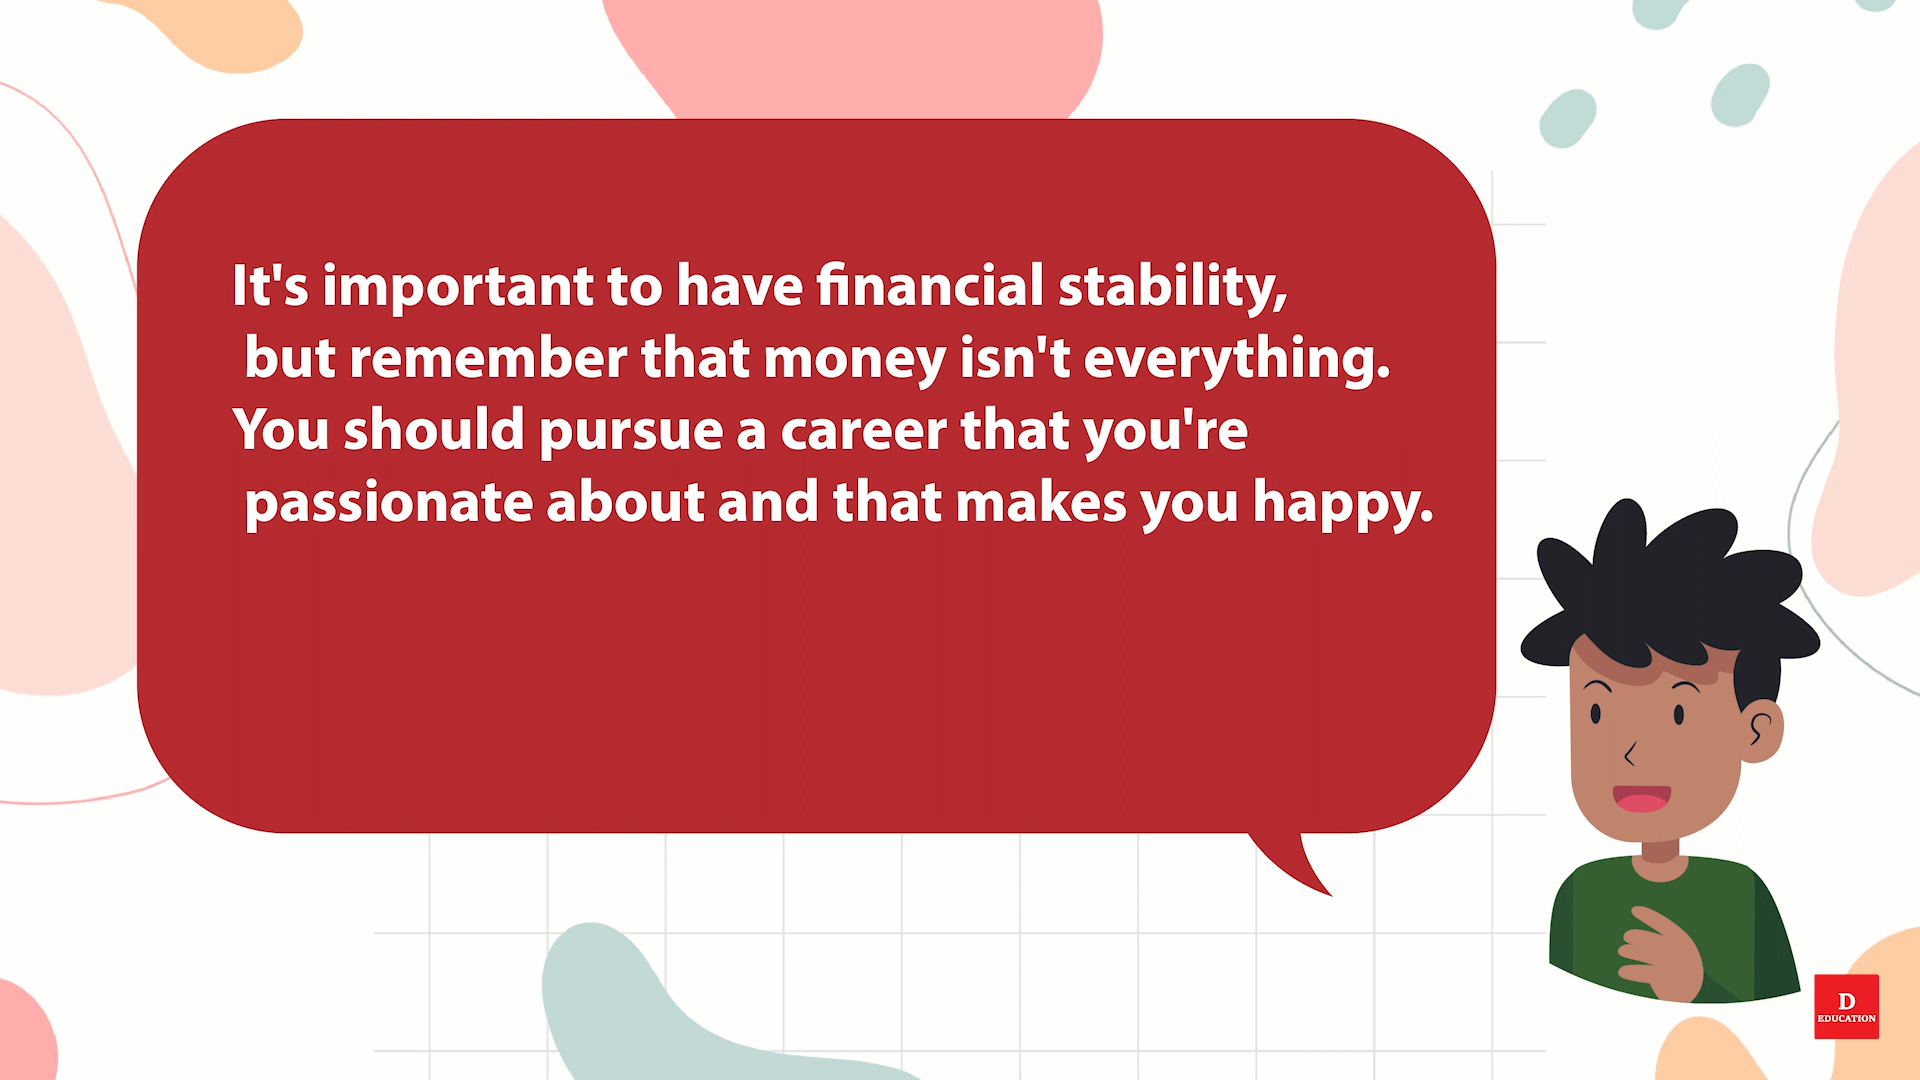 It's important to have financial stability,
but remember that money isn't everything.
You should pursue a career that you're
passionate about and that makes you happy.
D
EDUCATION